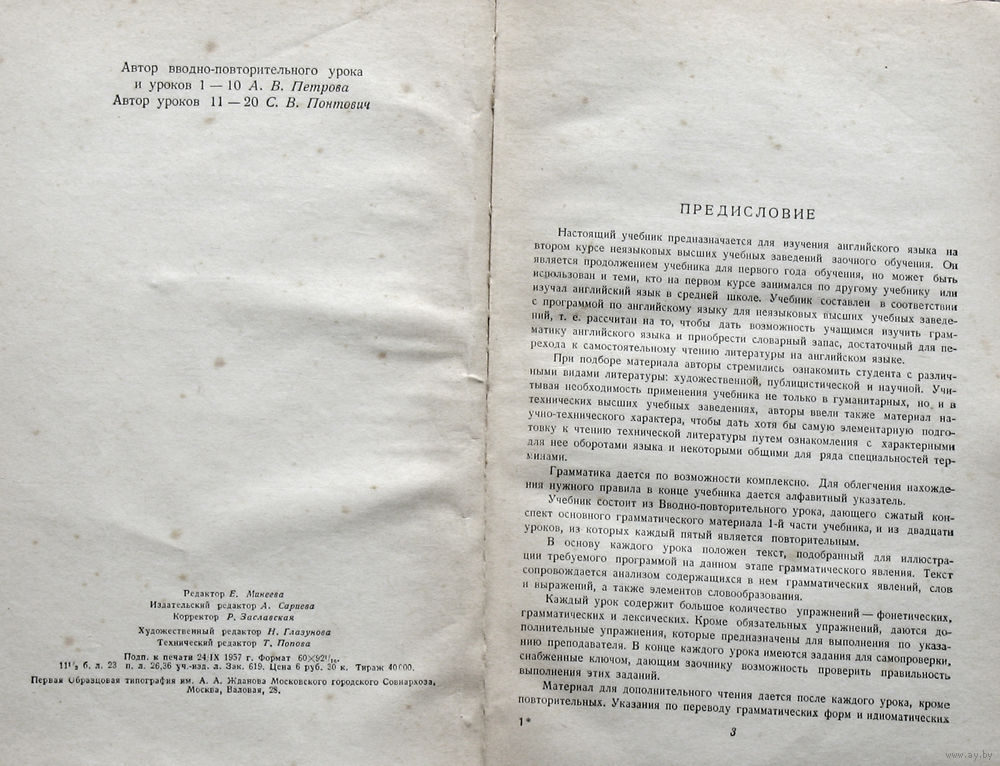 Автор вводно-повторительного урока
и уроков 1 — 10 А. В. Петрова
Автор уроков 11 — 20 С. В. Понтович
Редактор Е. Макеева
Издательский редактор А. Сариева
Корректор Р. Заславская
Художественный редактор Н. Глазунова
Технический редактор Т. Попова
Подп. к печати 24/IX 1957 г. Формат 60×92 1/16.
11 1/2 б. л. 23 п. л. 26,36 уч.-изд. л. Зак. 619. Цена 6 руб. 30 к. Тираж 40000.
Первая Образцовая типография им. А. А. Жданова Московского городского Совнархоза,
Москва, Валовая, 28.
ПРЕДИСЛОВИЕ
Настоящий учебник предназначается для изучения английского языка на
втором курсе неязыковых высших учебных заведений заочного обучения. Он
является продолжением учебника для первого года обучения, но может быть
использован и теми, кто на первом курсе занимался по другому учебнику или
изучал английский язык в средней школе. Учебник составлен в соответствии
с программой по английскому языку для неязыковых высших учебных заведе-
ний, т. е. рассчитан на то, чтобы дать возможность учащимся изучить грам-
матику английского языка и приобрести словарный запас, достаточный для пе-
рехода к самостоятельному чтению литературы на английском языке.
При подборе материала авторы стремились ознакомить студента с различ-
ными видами литературы: художественной, публицистической и научной. Учи-
тывая необходимость применения учебника не только в гуманитарных, но и в
технических высших учебных заведениях, авторы ввели также материал на-
учно-технического характера, чтобы дать хотя бы самую элементарную подго-
товку к чтению технической литературы путем ознакомления с характерными
для нее оборотами языка и некоторыми общими для ряда специальностей тер-
минами.
Грамматика дается по возможности комплексно. Для облегчения нахожде-
ния нужного правила в конце учебника дается алфавитный указатель.
Учебник состоит из Вводно-повторительного урока, дающего сжатый кон-
спект основного грамматического материала 1-й части учебника, и из двадцати
уроков, из которых каждый пятый является повторительным.
В основу каждого урока положен текст, подобранный для иллюстра-
ции требуемого программой на данном этапе грамматического явления. Текст
сопровождается анализом содержащихся в нем грамматических явлений, слов
и выражений, а также элементов словообразования.
Каждый урок содержит большое количество упражнений — фонетических,
грамматических и лексических. Кроме обязательных упражнений, даются до-
полнительные упражнения, которые предназначены для выполнения по указа-
нию преподавателя. В конце каждого урока имеются задания для самопроверки,
снабженные ключом, дающим заочнику возможность проверить правильность
выполнения этих заданий.
Материал для дополнительного чтения дается после каждого урока, кроме
повторительных. Указания по переводу грамматических форм и идиоматических
1*
3
www.ay.by